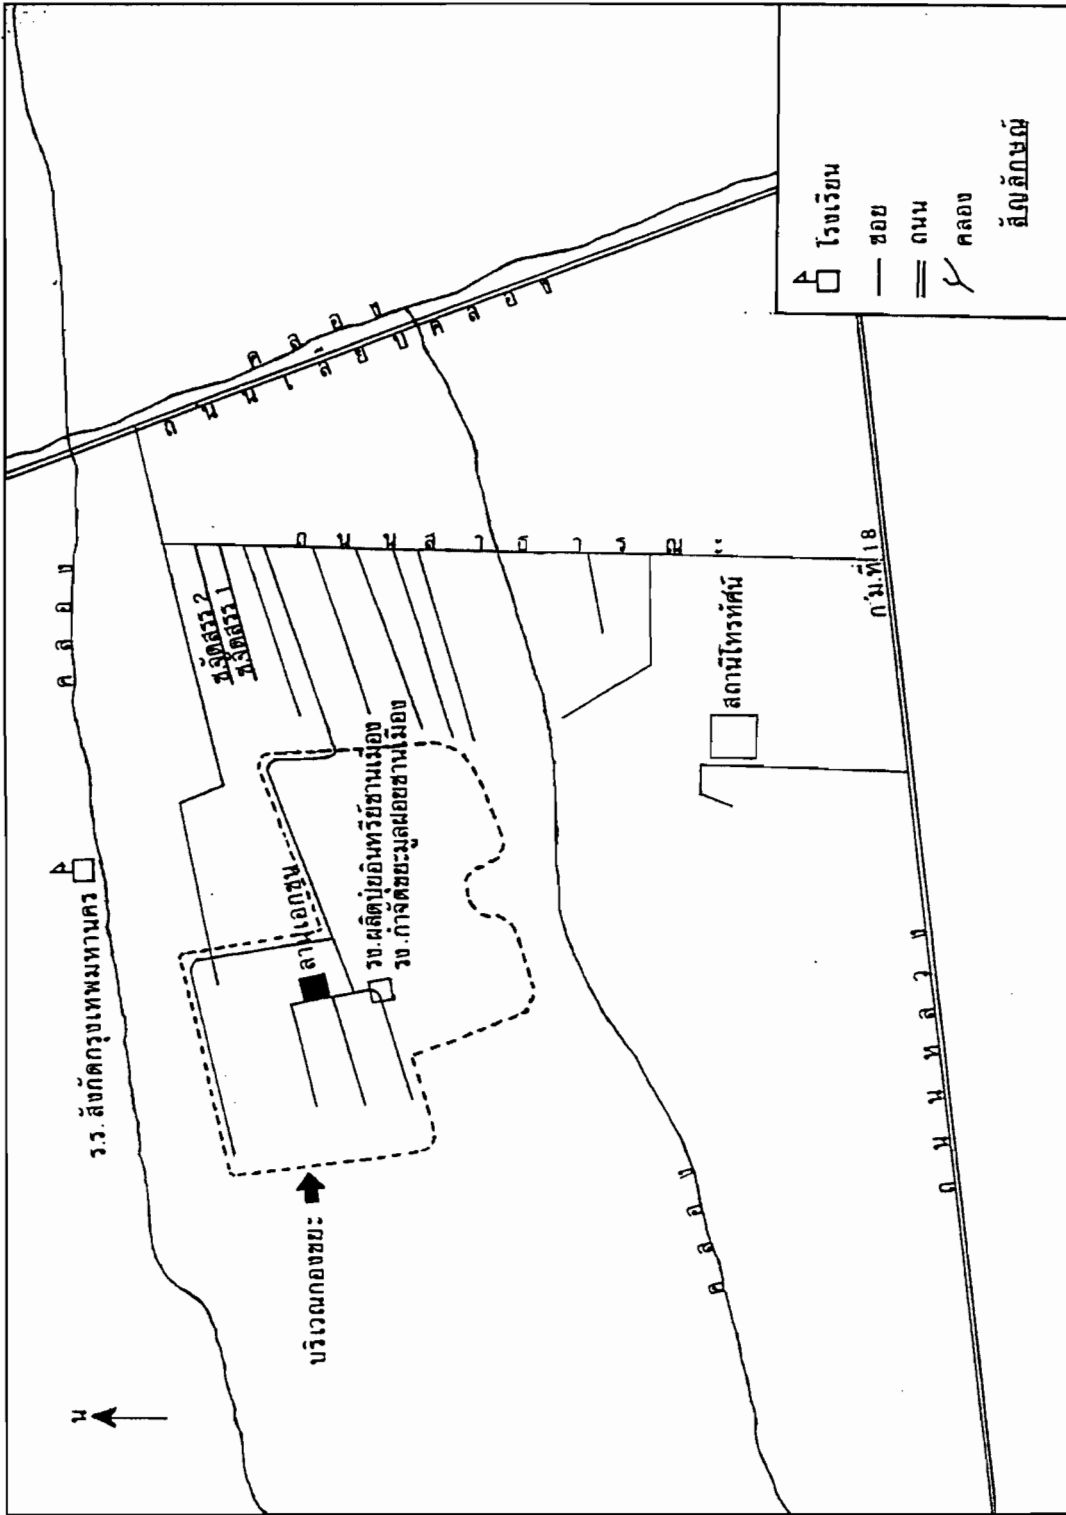 น
คลอง
ร.ร. สังกัดกรุงเทพมหานคร
ถนนเลียบคลอง
คลอง
ซ.จัดสรร 2
ซ.จัดสรร 1
ถนนสาธารณะ
ลานเอกชน
รง.ผลิตปุ๋ยอินทรีย์ชานเมือง
รง.กำจัดขยะมูลฝอยชานเมือง
บริเวณกองขยะ
สถานีโทรทัศน์
คลอง
ก.ม.ที่ 18
ถนนหลวง
โรงเรียน
ซอย
ถนน
คลอง
สัญลักษณ์